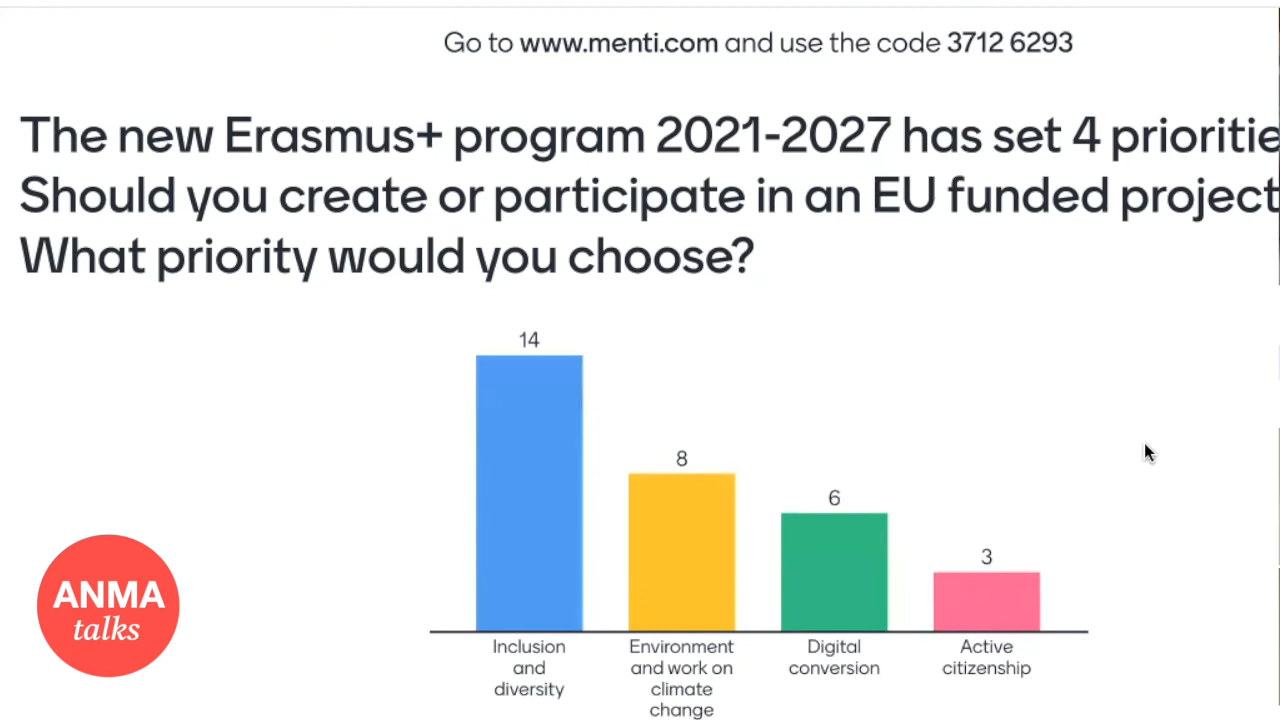 Go to www.menti.com and use the code 3712 6293
The new Erasmus+ program 2021-2027 has set 4 prioritie
Should you create or participate in an EU funded project
What priority would you choose?
14
8
6
3
Inclusion
and
diversity
Environment
and work on
climate
change
Digital
conversion
Active
citizenship
ANMA
talks